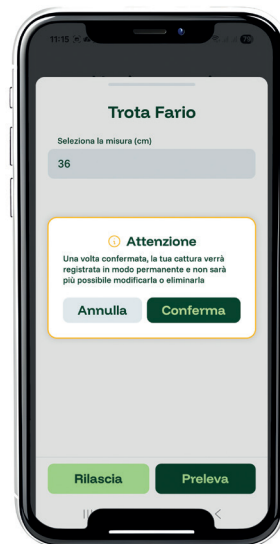 11:15
Trota Fario
Seleziona la misura (cm)
36
Attenzione
Una volta confermata, la tua cattura verrà
registrata in modo permanente e non sarà
più possibile modificarla o eliminarla
Annulla
Conferma
Rilascia
Preleva